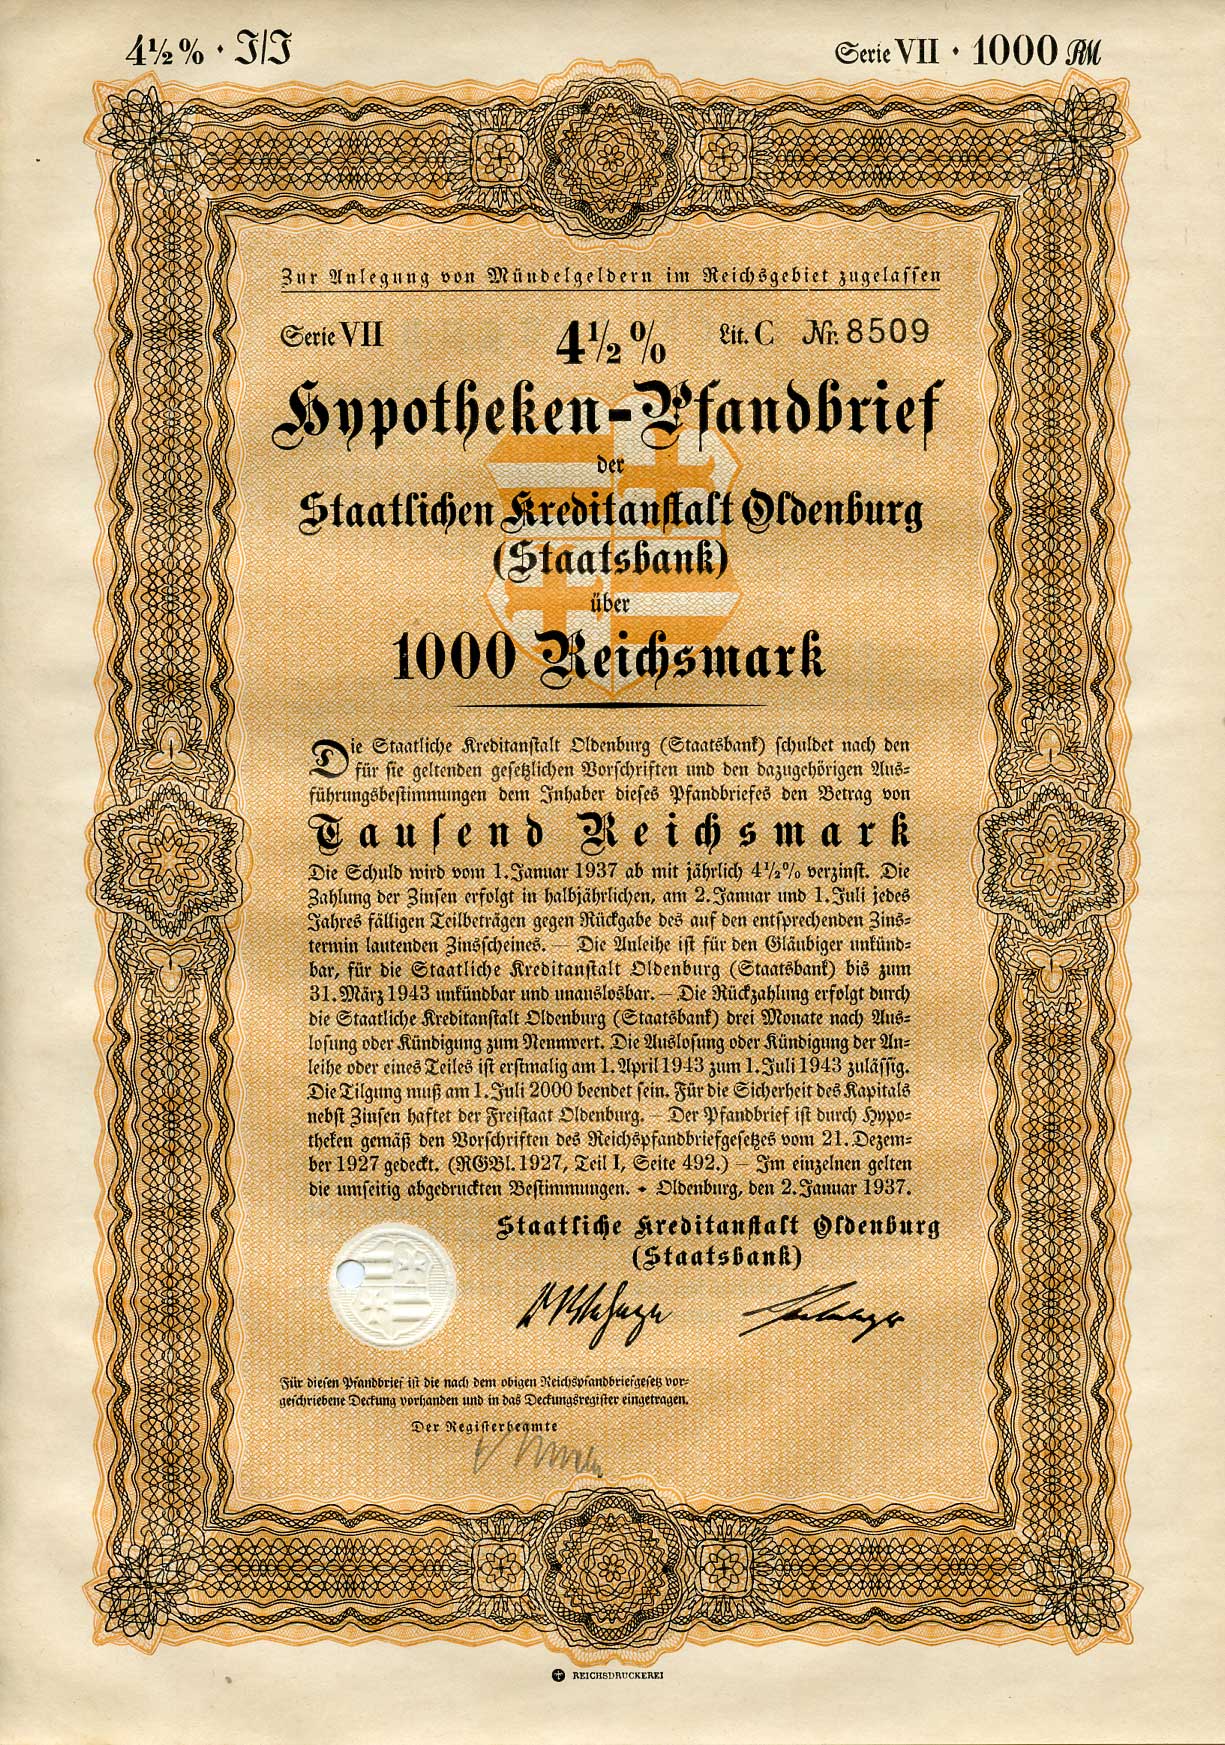 4½% · J/J
Serie VII · 1000 RM
Zur Anlegung von Mündelgeldern im Reichsgebiet zugelassen
Serie VII 4½% Lit. C Nr. 8509
Hypotheken-Pfandbrief
der
Staatlichen Kreditanstalt Oldenburg
(Staatsbank)
über
1000 Reichsmark
Die Staatliche Kreditanstalt Oldenburg (Staatsbank) schuldet nach den
für sie geltenden gesetzlichen Vorschriften und den dazugehörigen Aus-
führungsbestimmungen dem Inhaber dieses Pfandbriefes den Betrag von
Tausend Reichsmark
Die Schuld wird vom 1. Januar 1937 ab mit jährlich 4½% verzinst. Die
Zahlung der Zinsen erfolgt in halbjährlichen, am 2. Januar und 1. Juli jedes
Jahres fälligen Teilbeträgen gegen Rückgabe des auf den entsprechenden Zins-
termin lautenden Zinsscheines. — Die Anleihe ist für den Gläubiger unkünd-
bar, für die Staatliche Kreditanstalt Oldenburg (Staatsbank) bis zum
31. März 1943 unkündbar und unauslosbar. — Die Rückzahlung erfolgt durch
die Staatliche Kreditanstalt Oldenburg (Staatsbank) drei Monate nach Aus-
losung oder Kündigung zum Nennwert. Die Auslosung oder Kündigung der An-
leihe oder eines Teiles ist erstmalig am 1. April 1943 zum 1. Juli 1943 zulässig.
Die Tilgung muß am 1. Juli 2000 beendet sein. Für die Sicherheit des Kapitals
nebst Zinsen haftet der Freistaat Oldenburg. — Der Pfandbrief ist durch Hypo-
theken gemäß den Vorschriften des Reichspfandbriefgesetzes vom 21. Dezem-
ber 1927 gedeckt. (RGBl. 1927, Teil I, Seite 492.) — Im einzelnen gelten
die umseitig abgedruckten Bestimmungen. ✦ Oldenburg, den 2. Januar 1937.
Staatliche Kreditanstalt Oldenburg
(Staatsbank)
Für diesen Pfandbrief ist die nach dem obigen Reichspfandbriefgesetz vor-
geschriebene Deckung vorhanden und in das Deckungsregister eingetragen.
Der Registerbeamte
REICHSDRUCKEREI